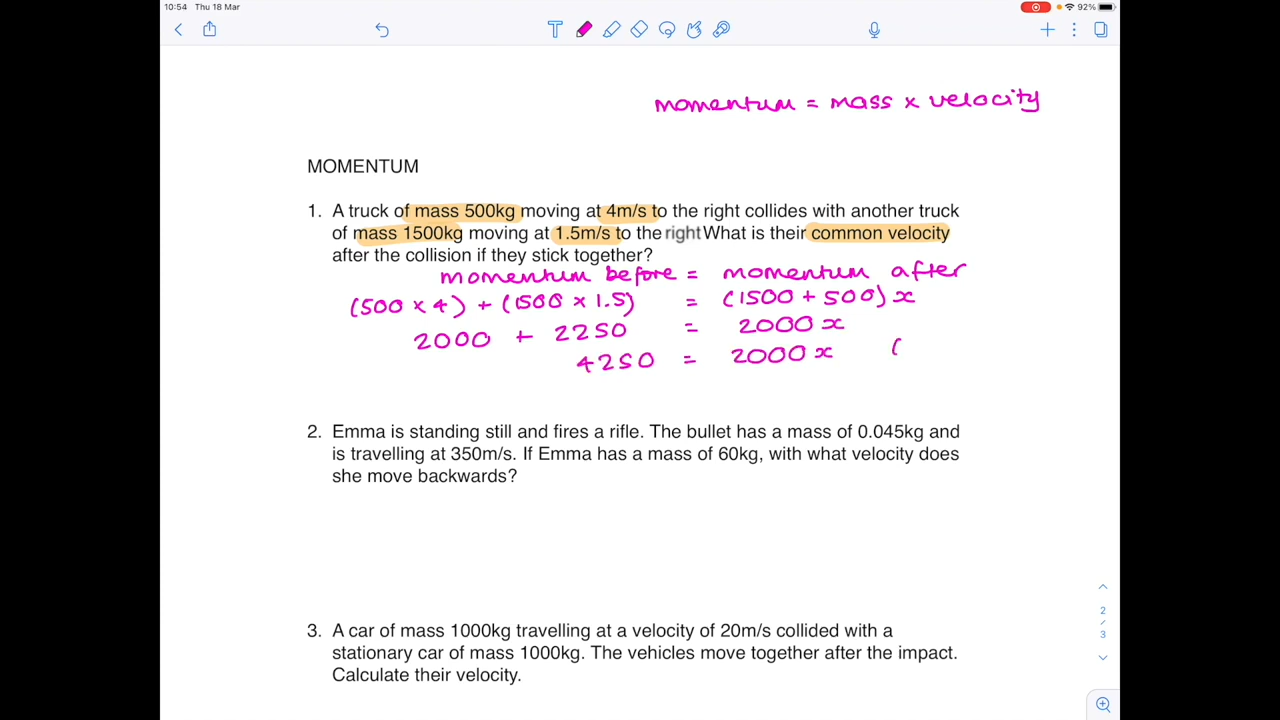 10:54 Thu 18 Mar
92%
momentum = mass x velocity
MOMENTUM
1. A truck of mass 500kg moving at 4m/s to the right collides with another truck
of mass 1500kg moving at 1.5m/s to the right What is their common velocity
after the collision if they stick together?
momentum before = momentum after
(500 x 4) + (1500 x 1.5) = (1500 + 500) x
2000 + 2250 = 2000 x
4250 = 2000 x (
2. Emma is standing still and fires a rifle. The bullet has a mass of 0.045kg and
is travelling at 350m/s. If Emma has a mass of 60kg, with what velocity does
she move backwards?
3. A car of mass 1000kg travelling at a velocity of 20m/s collided with a
stationary car of mass 1000kg. The vehicles move together after the impact.
Calculate their velocity.
2
/
3